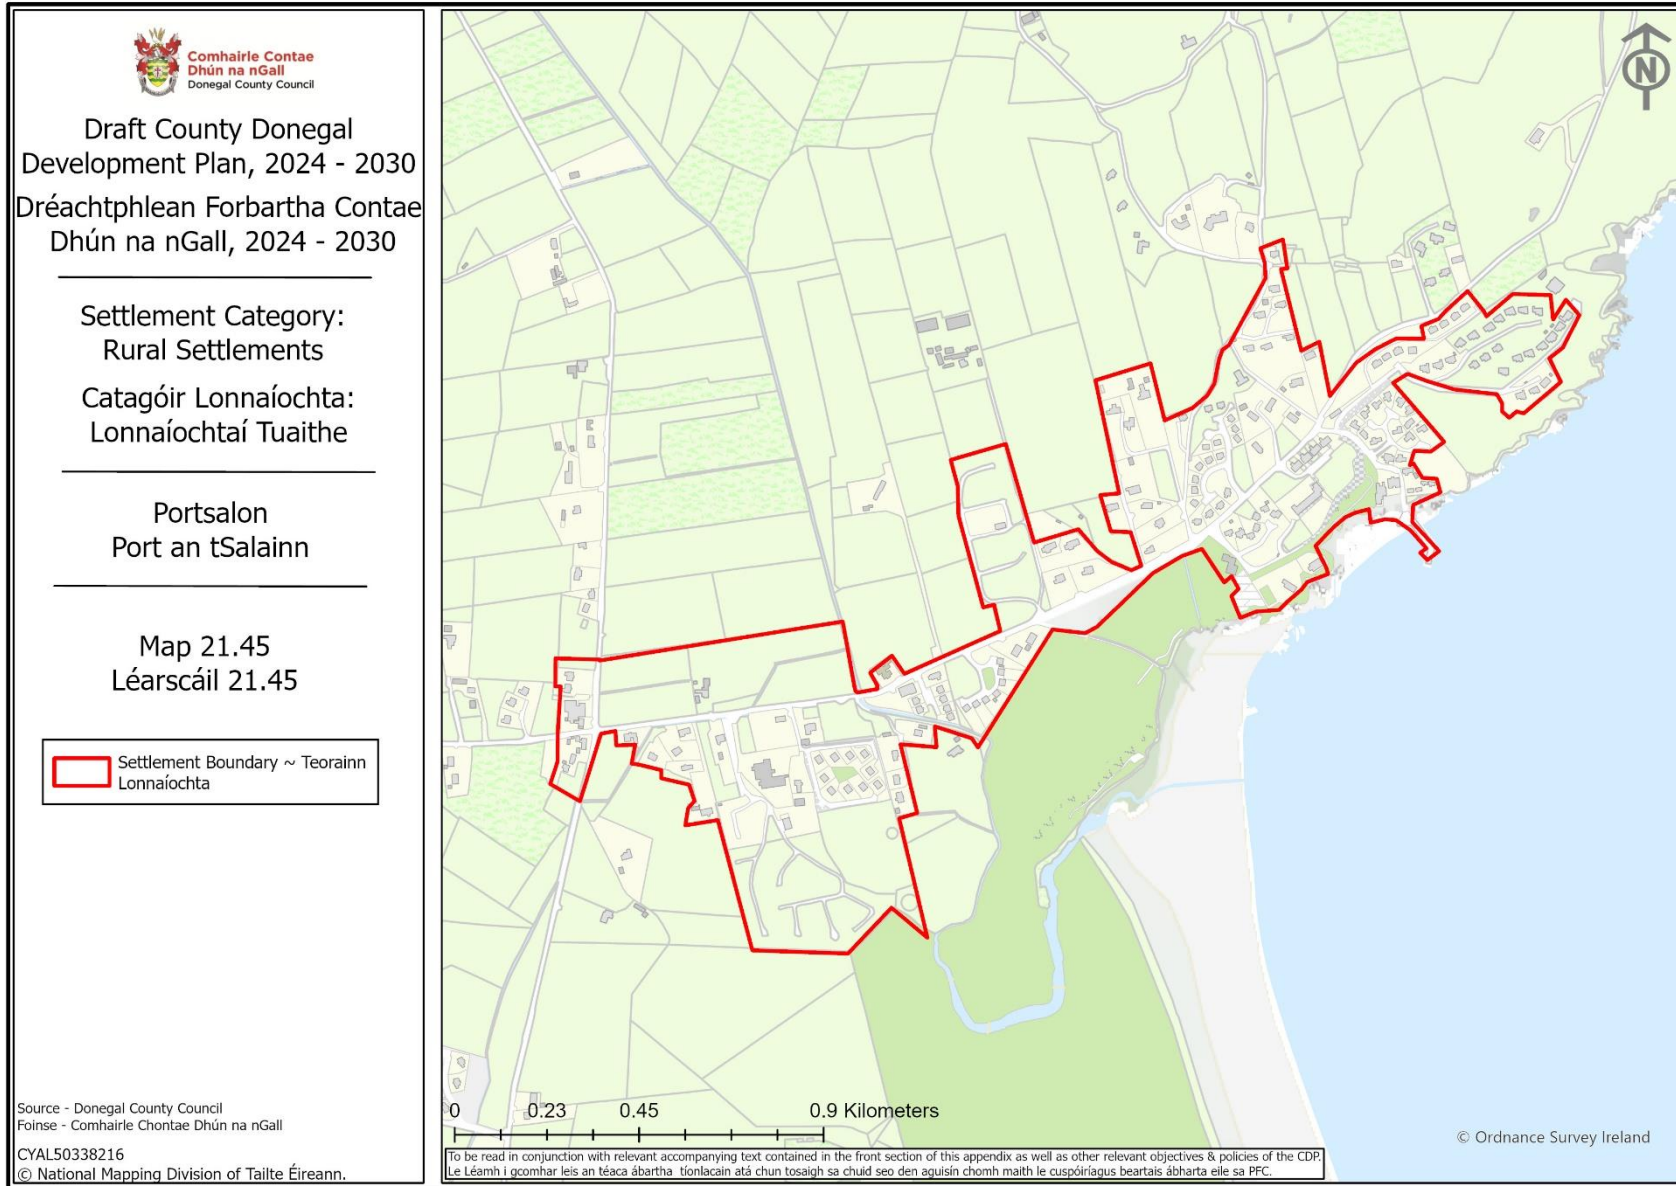 Comhairle Contae
Dhún na nGall
Donegal County Council
Draft County Donegal
Development Plan, 2024 - 2030
Dréachtphlean Forbartha Contae
Dhún na nGall, 2024 - 2030
Settlement Category:
Rural Settlements
Catagóir Lonnaíochta:
Lonnaíochtaí Tuaithe
Portsalon
Port an tSalainn
Map 21.45
Léarscáil 21.45
Settlement Boundary ~ Teorainn
Lonnaíochta
Source - Donegal County Council
Foinse - Comhairle Chontae Dhún na nGall
CYAL50338216
© National Mapping Division of Tailte Éireann.
N
0 0.23 0.45 0.9 Kilometers
© Ordnance Survey Ireland
To be read in conjunction with relevant accompanying text contained in the front section of this appendix as well as other relevant objectives & policies of the CDP.
Le Léamh i gcomhar leis an téaca ábartha tíonlacain atá chun tosaigh sa chuid seo den aguisín chomh maith le cuspóiríagus beartais ábharta eile sa PFC.